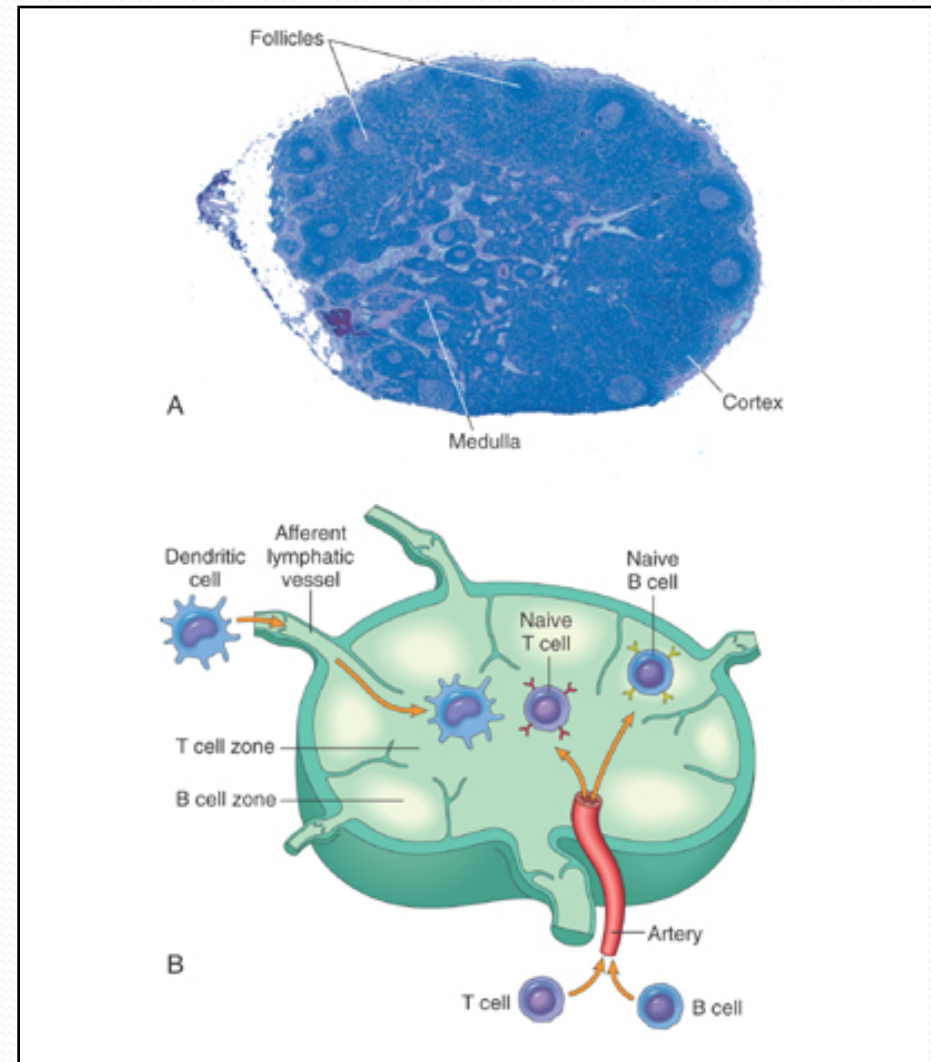 Follicles
Cortex
A
Medulla
Afferent
lymphatic
vessel
Dendritic
cell
Naive
B cell
Naive
T cell
T cell zone
B cell zone
Artery
B
T cell
B cell